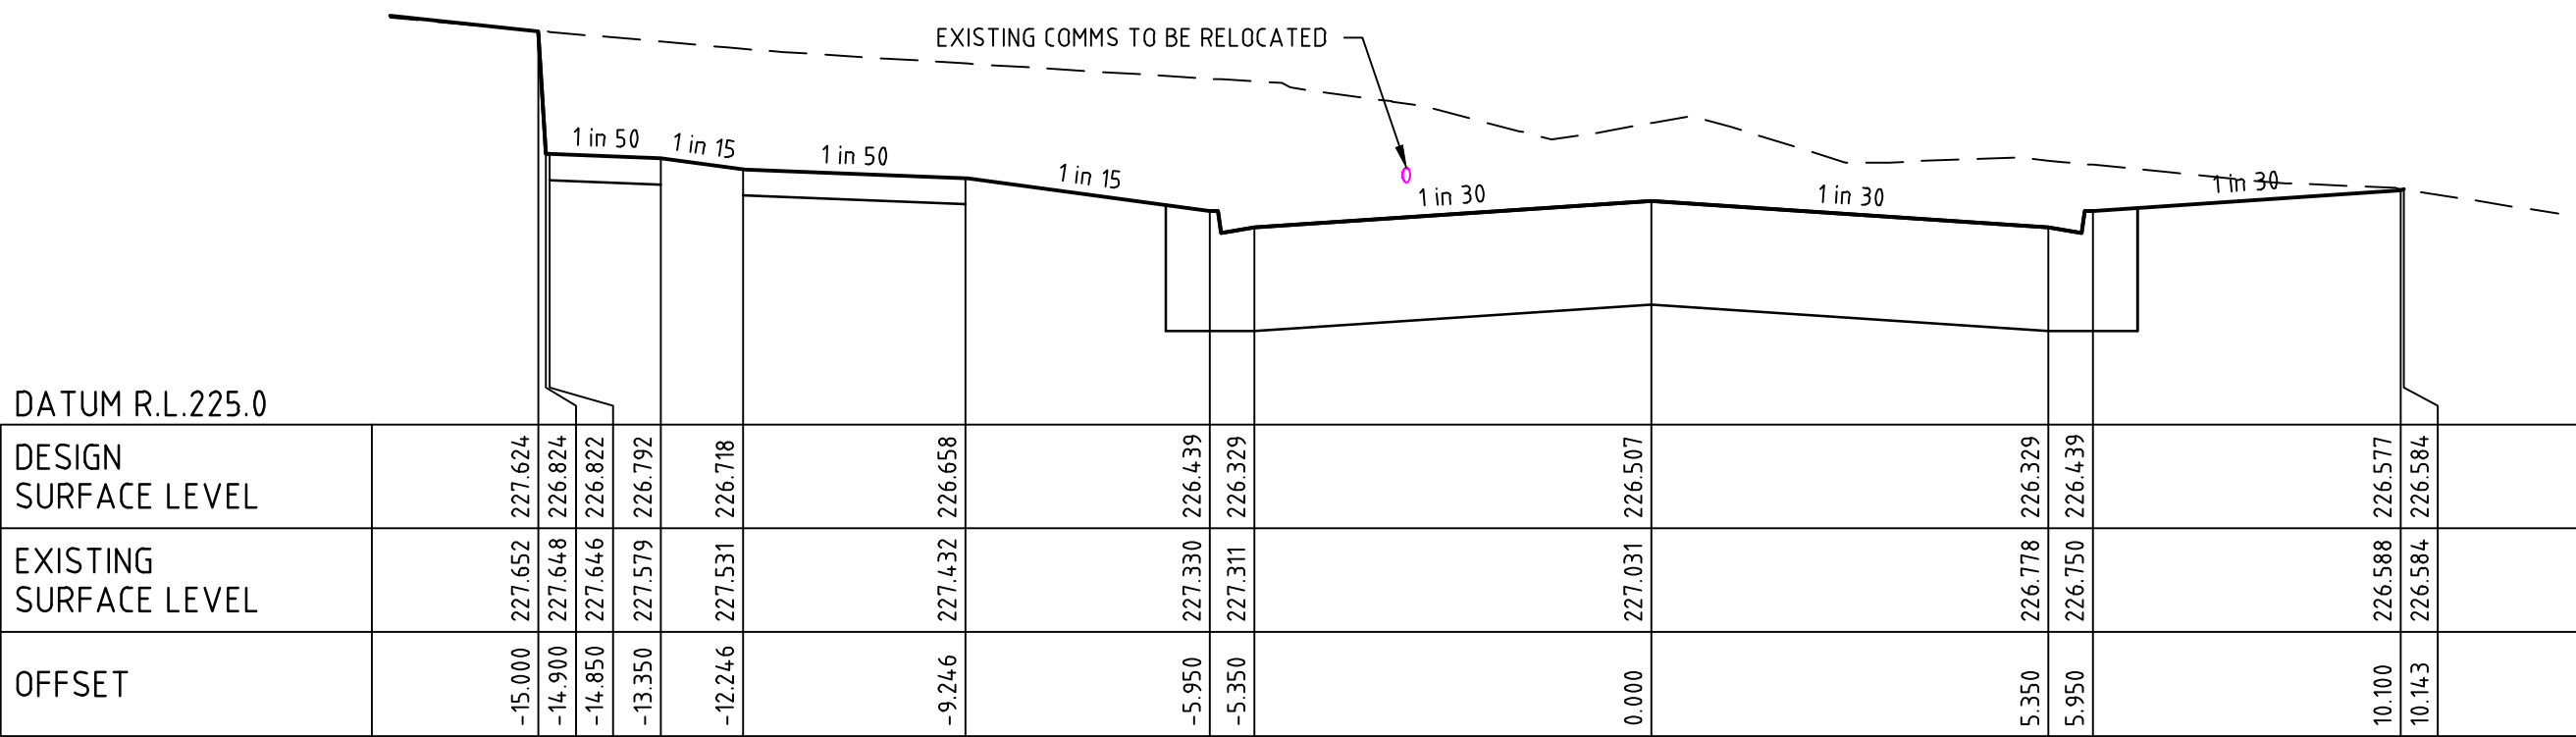 EXISTING COMMS TO BE RELOCATED
1 in 50
1 in 15
1 in 50
1 in 15
1 in 30
1 in 30
1 in 30
DATUM R.L.225.0
DESIGN
SURFACE LEVEL
227.624
226.824
226.822
226.792
226.718
226.658
226.439
226.329
226.507
226.329
226.439
226.577
226.584
EXISTING
SURFACE LEVEL
227.652
227.648
227.646
227.579
227.531
227.432
227.330
227.311
227.031
226.778
226.750
226.588
226.584
OFFSET
-15.000
-14.900
-14.850
-13.350
-12.246
-9.246
-5.950
-5.350
0.000
5.350
5.950
10.100
10.143